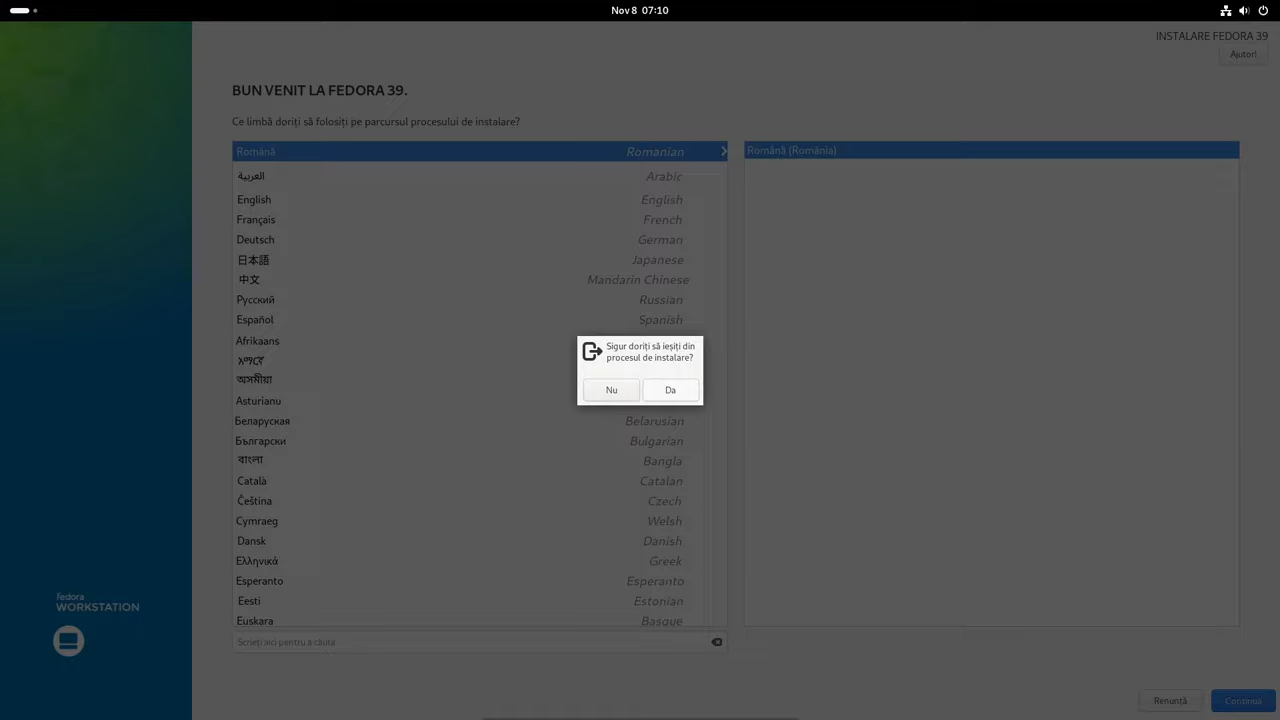 Nov 8 07:10
INSTALARE FEDORA 39
Ajutor!
BUN VENIT LA FEDORA 39.
Ce limbă doriți să folosiți pe parcursul procesului de instalare?
Română Romanian
Română (România)
العربية Arabic
English English
Français French
Deutsch German
日本語 Japanese
中文 Mandarin Chinese
Русский Russian
Español Spanish
Afrikaans
አማርኛ
অসমীয়া
Asturianu
Беларуская Belarusian
Български Bulgarian
বাংলা Bangla
Català Catalan
Čeština Czech
Cymraeg Welsh
Dansk Danish
Ελληνικά Greek
Esperanto Esperanto
Eesti Estonian
Euskara Basque
Scrieți aici pentru a căuta
Sigur doriți să ieșiți din
procesul de instalare?
Nu Da
fedora
WORKSTATION
Renunță
Continuă